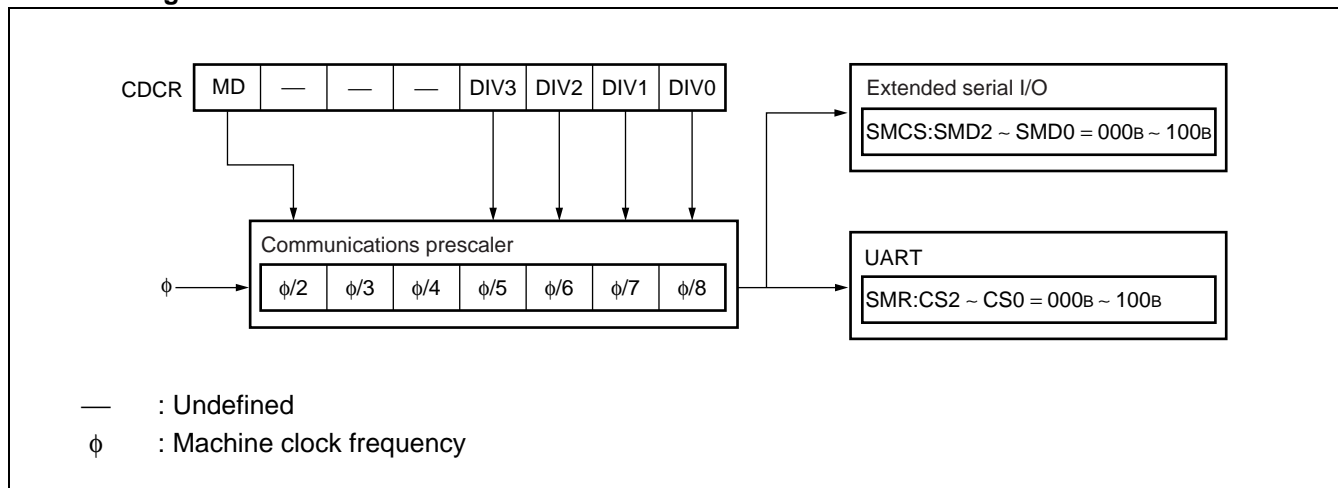 CDCR MD — — — DIV3 DIV2 DIV1 DIV0
Extended serial I/O
SMCS:SMD2 ~ SMD0 = 000B ~ 100B
Communications prescaler
ϕ ϕ/2 ϕ/3 ϕ/4 ϕ/5 ϕ/6 ϕ/7 ϕ/8
UART
SMR:CS2 ~ CS0 = 000B ~ 100B
— : Undefined
ϕ : Machine clock frequency